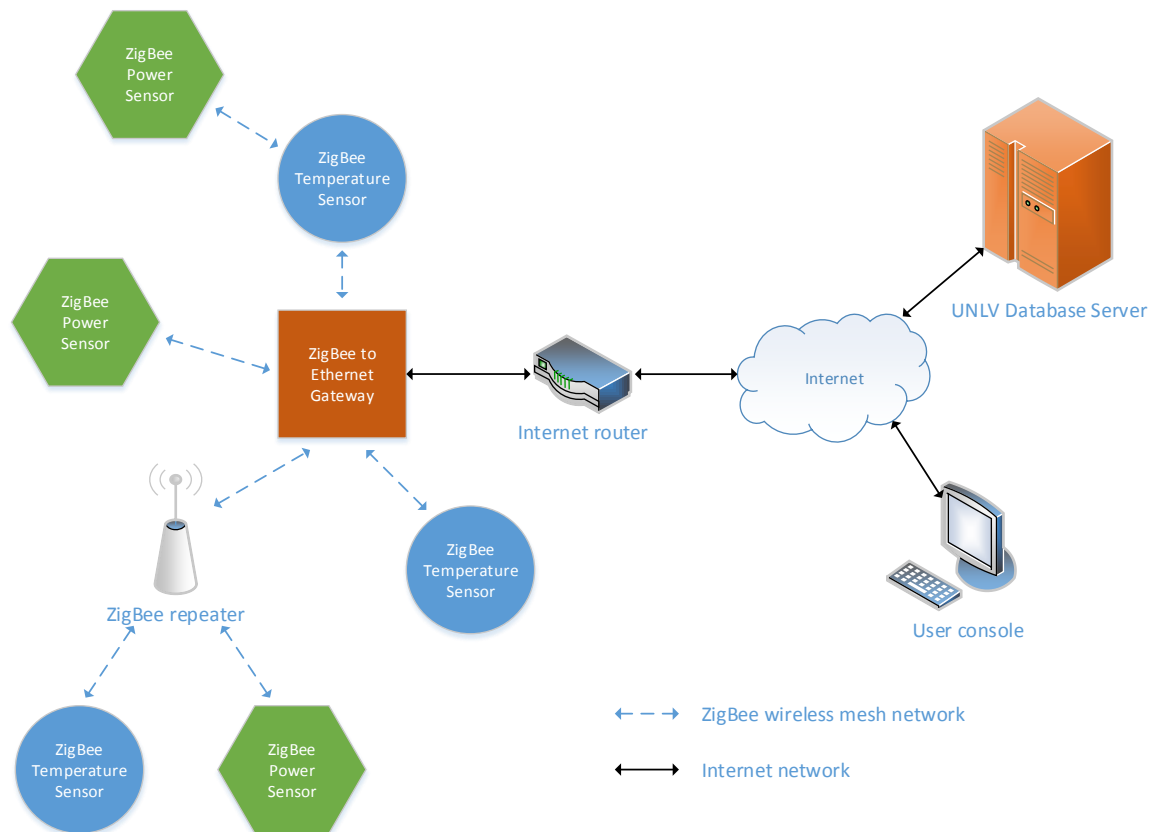 ZigBee
Power
Sensor
ZigBee
Temperature
Sensor
UNLV Database Server
ZigBee
Power
Sensor
ZigBee to
Ethernet
Gateway
Internet
Internet router
ZigBee
Temperature
Sensor
ZigBee repeater
User console
ZigBee
Temperature
Sensor
ZigBee
Power
Sensor
ZigBee wireless mesh network
Internet network